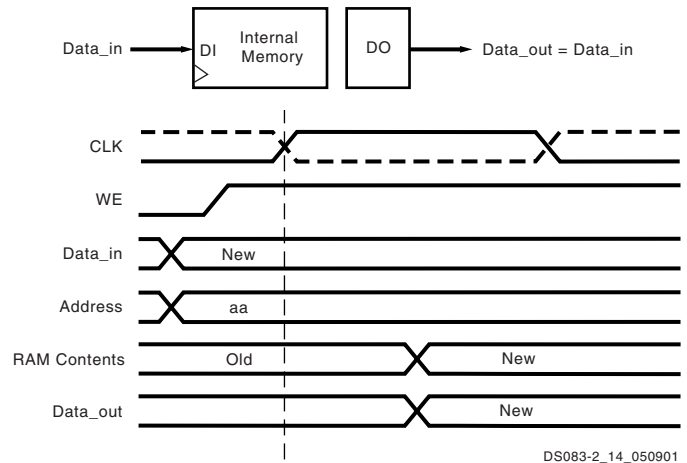 Data_in
DI
Internal
Memory
DO
Data_out = Data_in
CLK
WE
Data_in
New
Address
aa
RAM Contents
Old
New
Data_out
New
DS083-2_14_050901